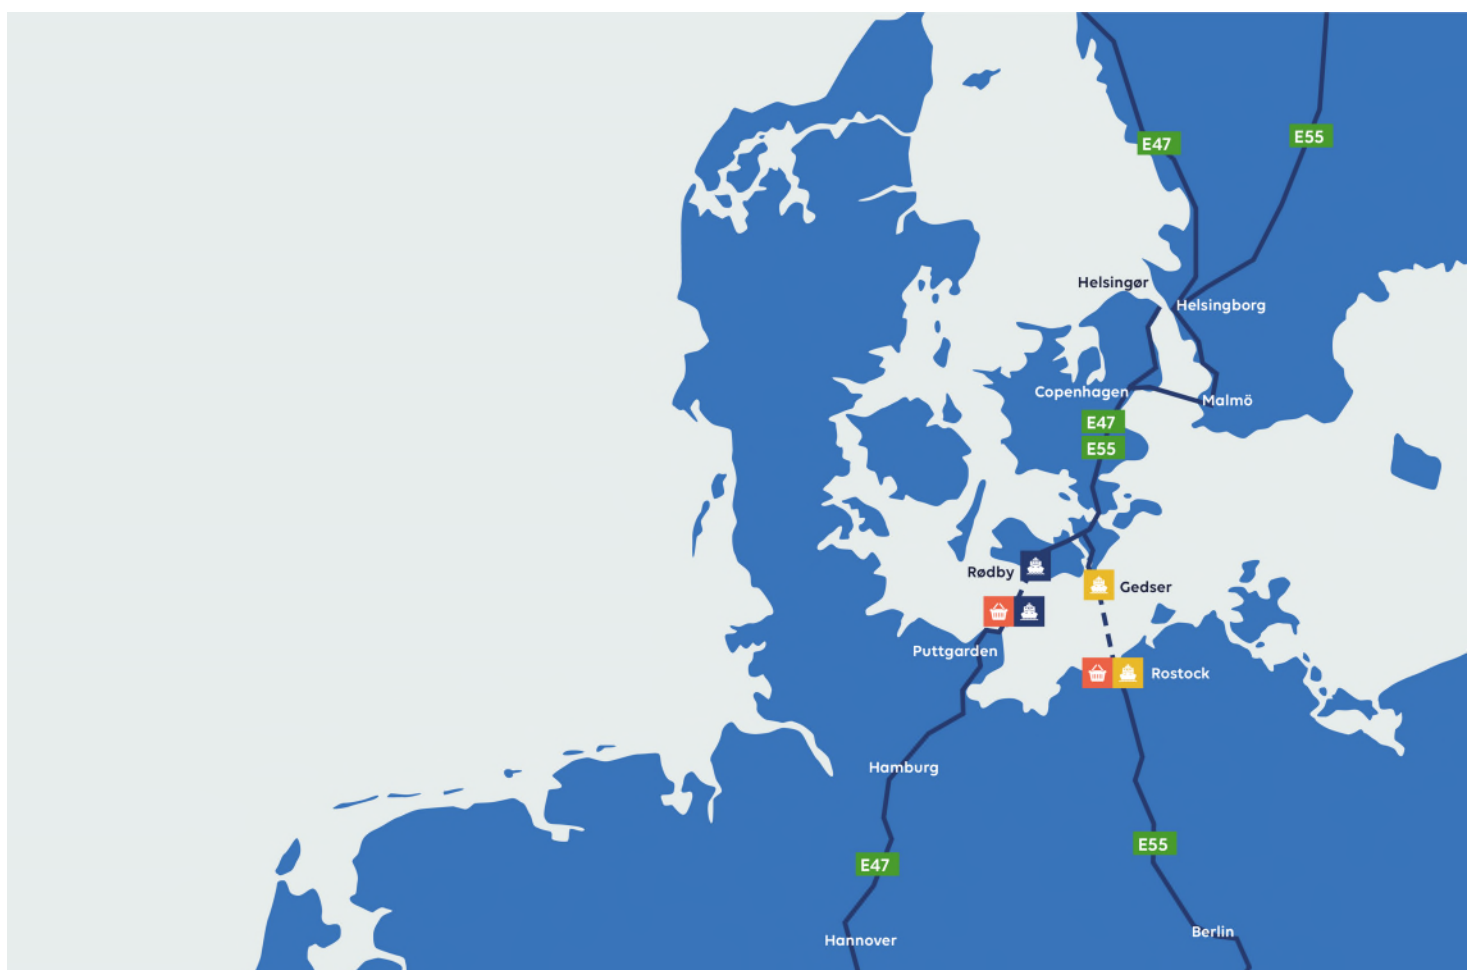 E47
E55
Helsingør
Helsingborg
Copenhagen
Malmö
E47
E55
Rødby
Gedser
Puttgarden
Rostock
Hamburg
E55
E47
Berlin
Hannover